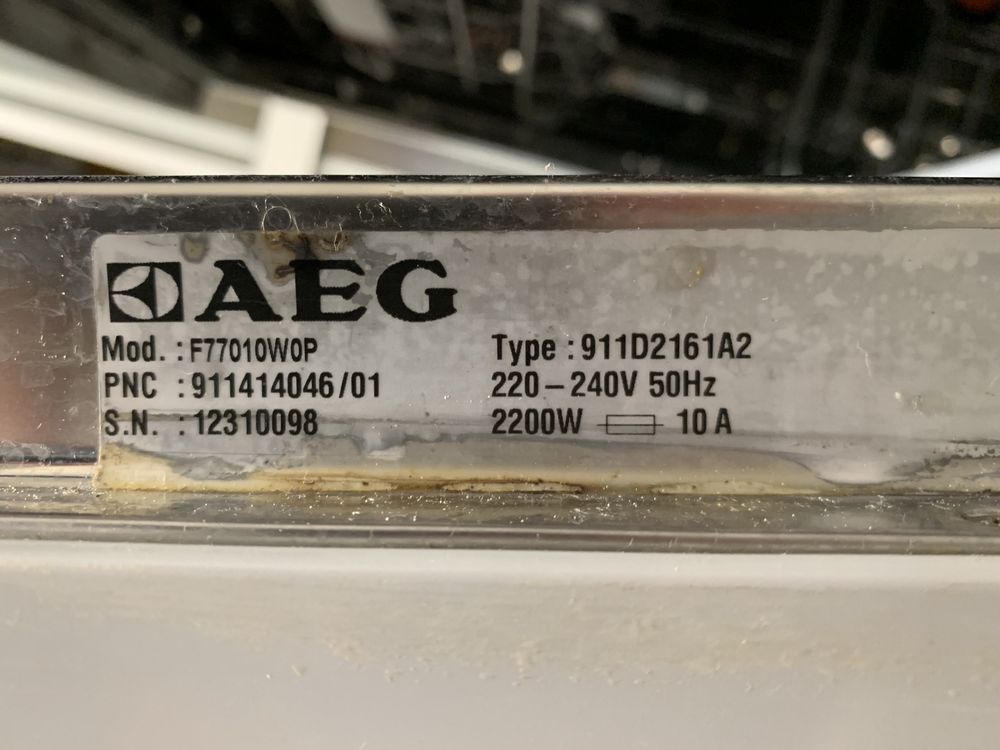 AEG
Mod. : F77010W0P
PNC : 911414046/01
S.N. : 12310098
Type : 911D2161A2
220-240V 50Hz
2200W 10 A